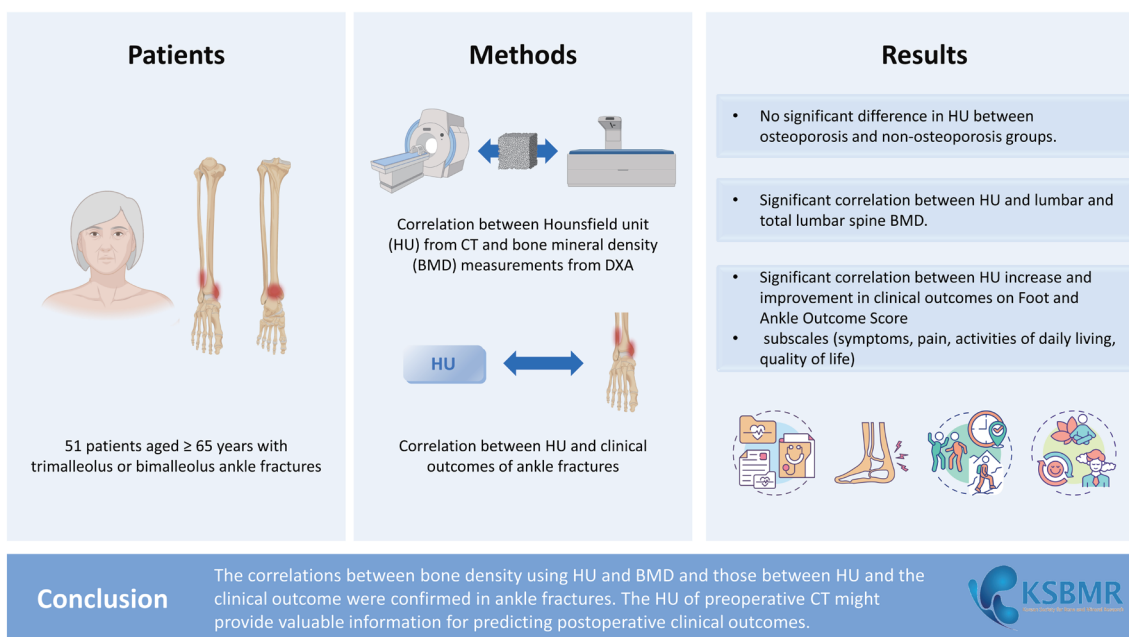 Patients
51 patients aged ≥ 65 years with
trimalleolus or bimalleolus ankle fractures
Methods
Correlation between Hounsfield unit
(HU) from CT and bone mineral density
(BMD) measurements from DXA
HU
Correlation between HU and clinical
outcomes of ankle fractures
Results
• No significant difference in HU between
osteoporosis and non-osteoporosis groups.
• Significant correlation between HU and lumbar and
total lumbar spine BMD.
• Significant correlation between HU increase and
improvement in clinical outcomes on Foot and
Ankle Outcome Score
• subscales (symptoms, pain, activities of daily living,
quality of life)
Conclusion
The correlations between bone density using HU and BMD and those between HU and the
clinical outcome were confirmed in ankle fractures. The HU of preoperative CT might
provide valuable information for predicting postoperative clinical outcomes.
KSBMR